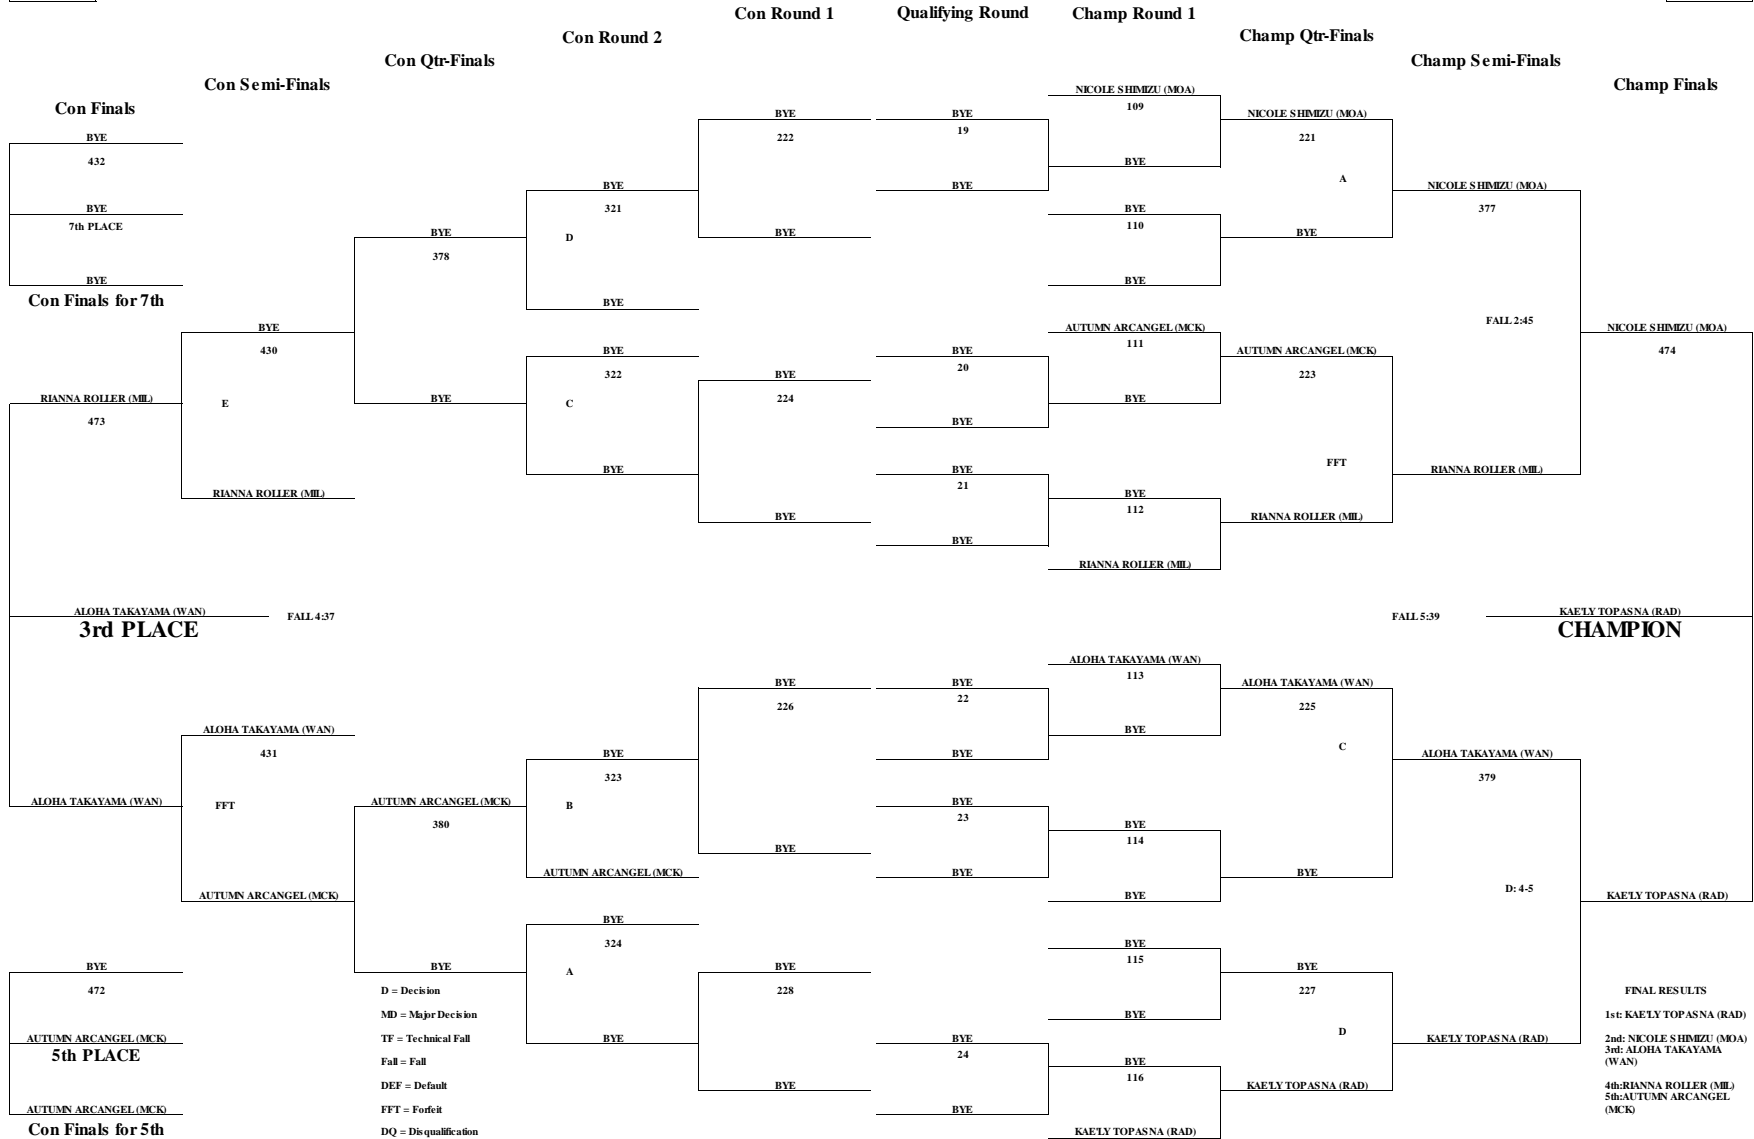 Con Round 1
Qualifying Round
Champ Round 1
Con Round 2
Champ Qtr-Finals
Con Qtr-Finals
Champ Semi-Finals
Con Semi-Finals
Champ Finals
Con Finals
NICOLE SHIMIZU (MOA)
109
BYE
BYE
NICOLE SHIMIZU (MOA)
222
19
221
BYE
432
BYE
A
BYE
BYE
NICOLE SHIMIZU (MOA)
321
377
BYE
BYE
7th PLACE
110
BYE
D
BYE
BYE
378
BYE
BYE
Con Finals for 7th
BYE
FALL 2:45
BYE
AUTUMN ARCANGEL (MCK)
NICOLE SHIMIZU (MOA)
430
111
474
BYE
BYE
AUTUMN ARCANGEL (MCK)
322
20
223
BYE
224
RIANNA ROLLER (MIL)
E
BYE
C
BYE
473
BYE
FFT
BYE
BYE
RIANNA ROLLER (MIL)
21
RIANNA ROLLER (MIL)
BYE
112
BYE
RIANNA ROLLER (MIL)
BYE
RIANNA ROLLER (MIL)
ALOHA TAKAYAMA (WAN)
FALL 4:37
FALL 5:39
KAE'LY TOPASNA (RAD)
3rd PLACE
CHAMPION
ALOHA TAKAYAMA (WAN)
113
BYE
BYE
ALOHA TAKAYAMA (WAN)
226
22
225
ALOHA TAKAYAMA (WAN)
BYE
431
C
BYE
BYE
ALOHA TAKAYAMA (WAN)
323
379
ALOHA TAKAYAMA (WAN)
FFT
AUTUMN ARCANGEL (MCK)
B
BYE
380
23
BYE
114
BYE
AUTUMN ARCANGEL (MCK)
BYE
BYE
D: 4-5
AUTUMN ARCANGEL (MCK)
BYE
KAE'LY TOPASNA (RAD)
BYE
324
BYE
115
BYE
BYE
A
BYE
BYE
472
D = Decision
228
227
FINAL RESULTS
MD = Major Decision
BYE
1st: KAE'LY TOPASNA (RAD)
D
AUTUMN ARCANGEL (MCK)
TF = Technical Fall
BYE
BYE
KAE'LY TOPASNA (RAD)
2nd: NICOLE SHIMIZU (MOA)
5th PLACE
24
3rd: ALOHA TAKAYAMA
Fall = Fall
BYE
(WAN)
116
DEF = Default
BYE
KAE'LY TOPASNA (RAD)
4th:RIANNA ROLLER (MIL)
5th:AUTUMN ARCANGEL
AUTUMN ARCANGEL (MCK)
FFT = Forfeit
BYE
(MCK)
Con Finals for 5th
DQ = Disqualification
KAE'LY TOPASNA (RAD)